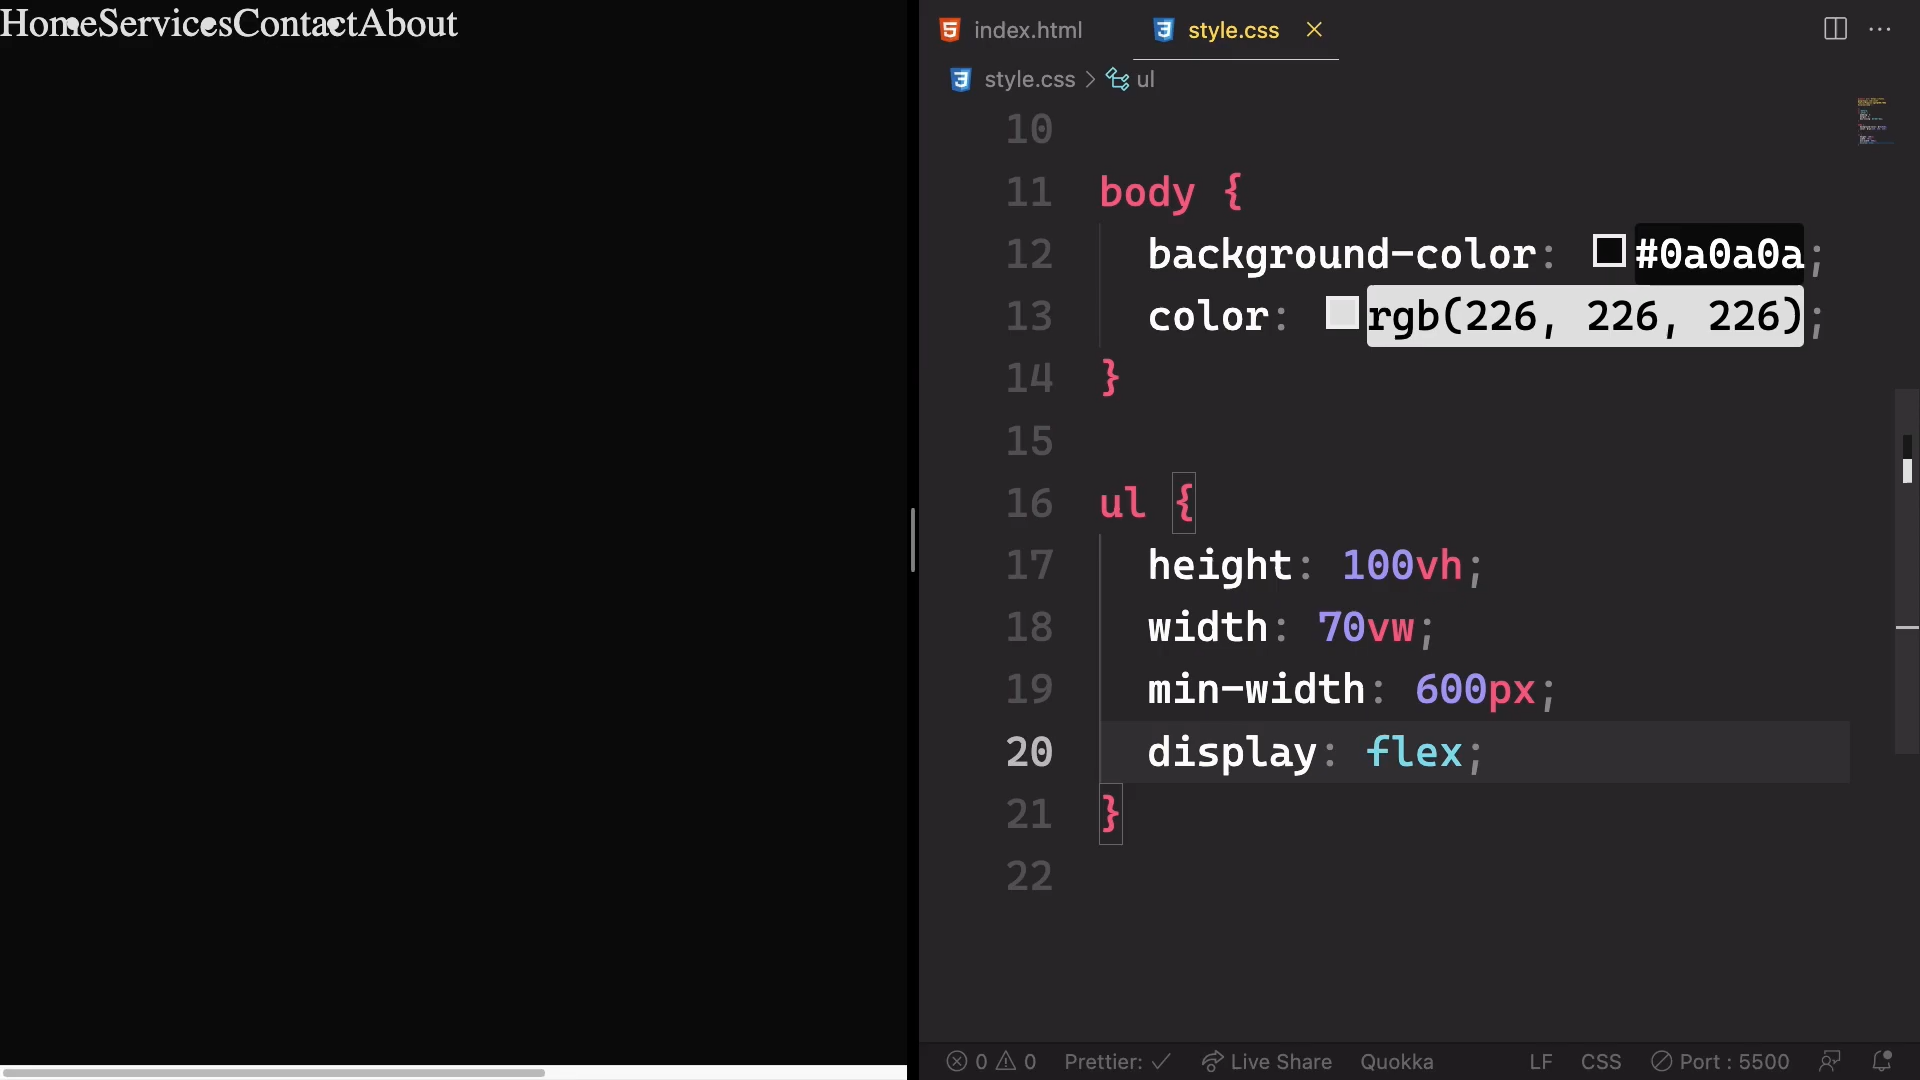 HomeServicesContactAbout
index.html
style.css
style.css > ul
10
11 body {
12 background-color: #0a0a0a;
13 color: rgb(226, 226, 226);
14 }
15
16 ul {
17 height: 100vh;
18 width: 70vw;
19 min-width: 600px;
20 display: flex;
21 }
22
0 0 Prettier: ✓ Live Share Quokka LF CSS Port : 5500